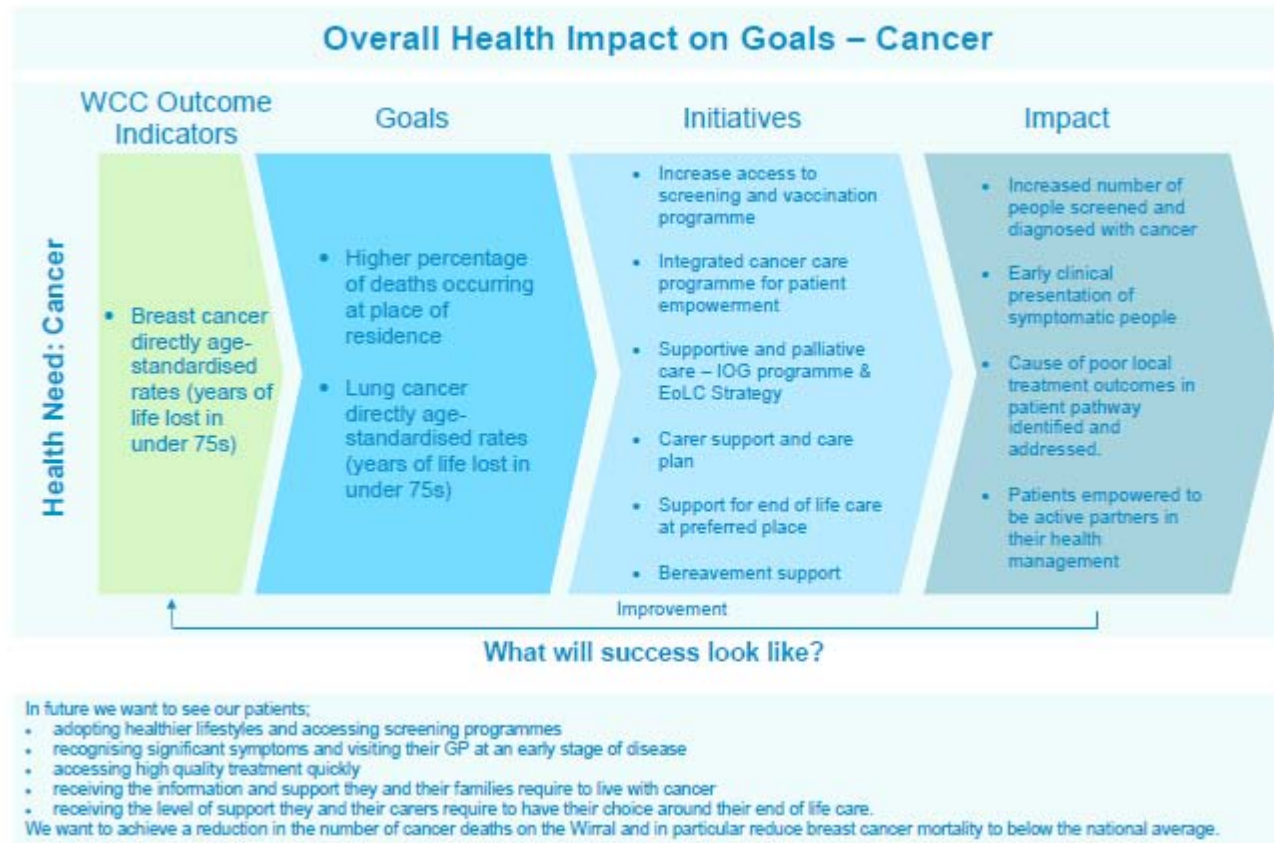 Overall Health Impact on Goals – Cancer
WCC Outcome
Indicators
Goals
Initiatives
Impact
Health Need: Cancer
• Breast cancer
directly age-
standardised
rates (years of
life lost in
under 75s)
• Higher percentage
of deaths occurring
at place of
residence
• Lung cancer
directly age-
standardised rates
(years of life lost in
under 75s)
• Increase access to
screening and vaccination
programme
• Integrated cancer care
programme for patient
empowerment
• Supportive and palliative
care – IOG programme &
EoLC Strategy
• Carer support and care
plan
• Support for end of life care
at preferred place
• Bereavement support
• Increased number of
people screened and
diagnosed with cancer
• Early clinical
presentation of
symptomatic people
• Cause of poor local
treatment outcomes in
patient pathway
identified and
addressed.
• Patients empowered to
be active partners in
their health
management
Improvement
What will success look like?
In future we want to see our patients;
• adopting healthier lifestyles and accessing screening programmes
• recognising significant symptoms and visiting their GP at an early stage of disease
• accessing high quality treatment quickly
• receiving the information and support they and their families require to live with cancer
• receiving the level of support they and their carers require to have their choice around their end of life care.
We want to achieve a reduction in the number of cancer deaths on the Wirral and in particular reduce breast cancer mortality to below the national average.